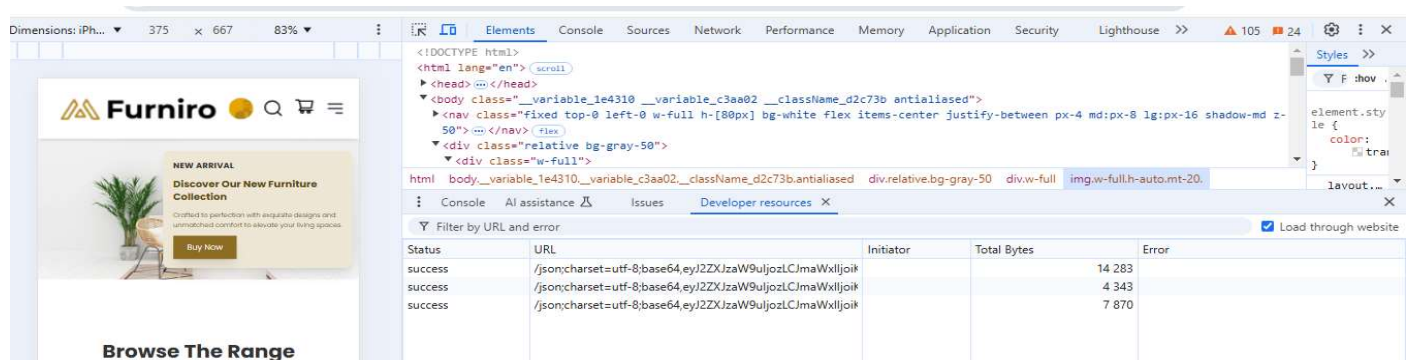 Dimensions: iPh... ▼ 375 × 667 83% ▼
Elements Console Sources Network Performance Memory Application Security Lighthouse >> 105 24
<!DOCTYPE html>
<html lang="en"> scroll
▶ <head> ⋯ </head>
▼ <body class="__variable_1e4310 __variable_c3aa02 __className_d2c73b antialiased">
▶ <nav class="fixed top-0 left-0 w-full h-[80px] bg-white flex items-center justify-between px-4 md:px-8 lg:px-16 shadow-md z-
50"> ⋯ </nav> flex
▼ <div class="relative bg-gray-50">
▼ <div class="w-full">
html body.__variable_1e4310.__variable_c3aa02.__className_d2c73b.antialiased div.relative.bg-gray-50 div.w-full img.w-full.h-auto.mt-20.
Styles >>
:hov
element.sty
le {
color:
trar
}
layout.…
Furniro
NEW ARRIVAL
Discover Our New Furniture
Collection
Crafted to perfection with exquisite designs and
unmatched comfort to elevate your living spaces
Buy Now
Browse The Range
Console AI assistance Issues Developer resources ×
Filter by URL and error Load through website
Status URL Initiator Total Bytes Error
success /json;charset=utf-8;base64,eyJ2ZXJzaW9uIjozLCJmaWxlIjoiK 14 283
success /json;charset=utf-8;base64,eyJ2ZXJzaW9uIjozLCJmaWxlIjoiK 4 343
success /json;charset=utf-8;base64,eyJ2ZXJzaW9uIjozLCJmaWxlIjoiK 7 870